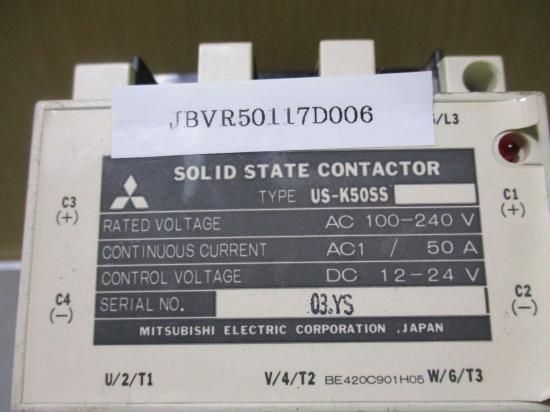 JBVR50117D006
/L3
SOLID STATE CONTACTOR
TYPE US-K50SS
C3
(+)
C1
(+)
RATED VOLTAGE AC 100-240 V
CONTINUOUS CURRENT AC1 / 50 A
CONTROL VOLTAGE DC 12-24 V
C4
(−)
C2
(−)
SERIAL NO. 03.YS
MITSUBISHI ELECTRIC CORPORATION ,JAPAN
U/2/T1 V/4/T2 BE420C901H05 W/6/T3